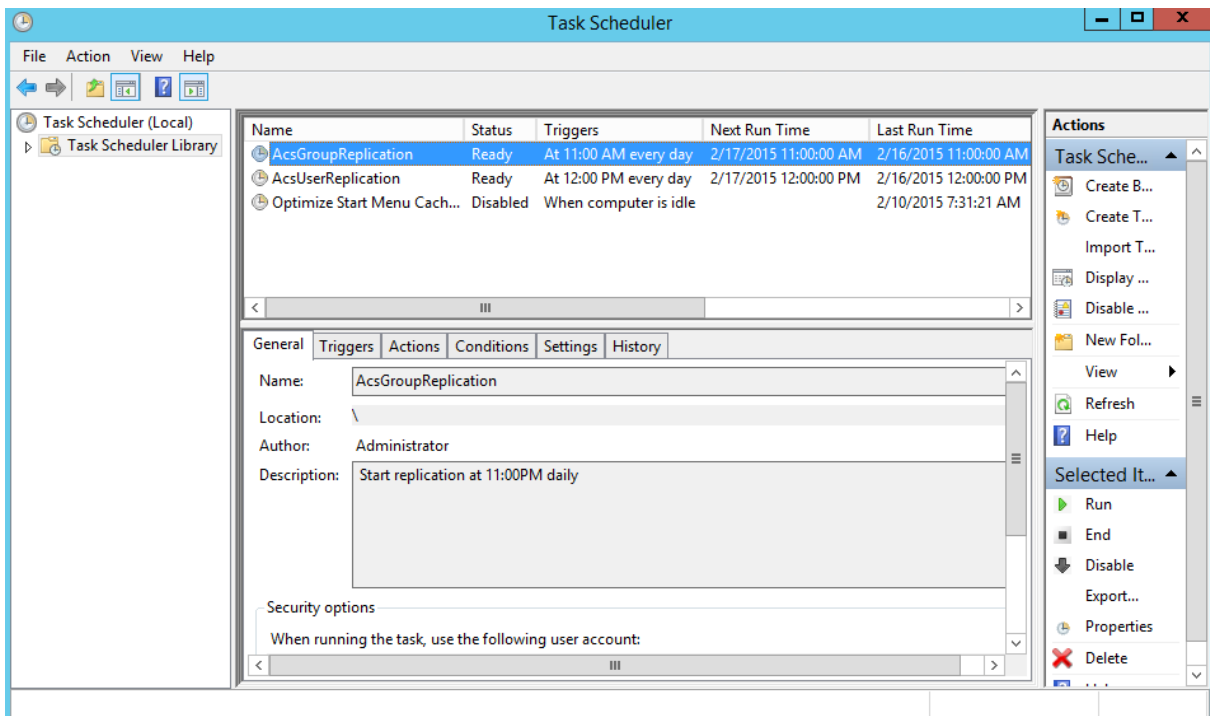 Task Scheduler
File Action View Help
Task Scheduler (Local)
Task Scheduler Library
Name Status Triggers Next Run Time Last Run Time
AcsGroupReplication Ready At 11:00 AM every day 2/17/2015 11:00:00 AM 2/16/2015 11:00:00 AM
AcsUserReplication Ready At 12:00 PM every day 2/17/2015 12:00:00 PM 2/16/2015 12:00:00 PM
Optimize Start Menu Cach... Disabled When computer is idle 2/10/2015 7:31:21 AM
General Triggers Actions Conditions Settings History
Name: AcsGroupReplication
Location: \
Author: Administrator
Description: Start replication at 11:00PM daily
Security options
When running the task, use the following user account:
Actions
Task Sche...
Create B...
Create T...
Import T...
Display ...
Disable ...
New Fol...
View
Refresh
Help
Selected It...
Run
End
Disable
Export...
Properties
Delete